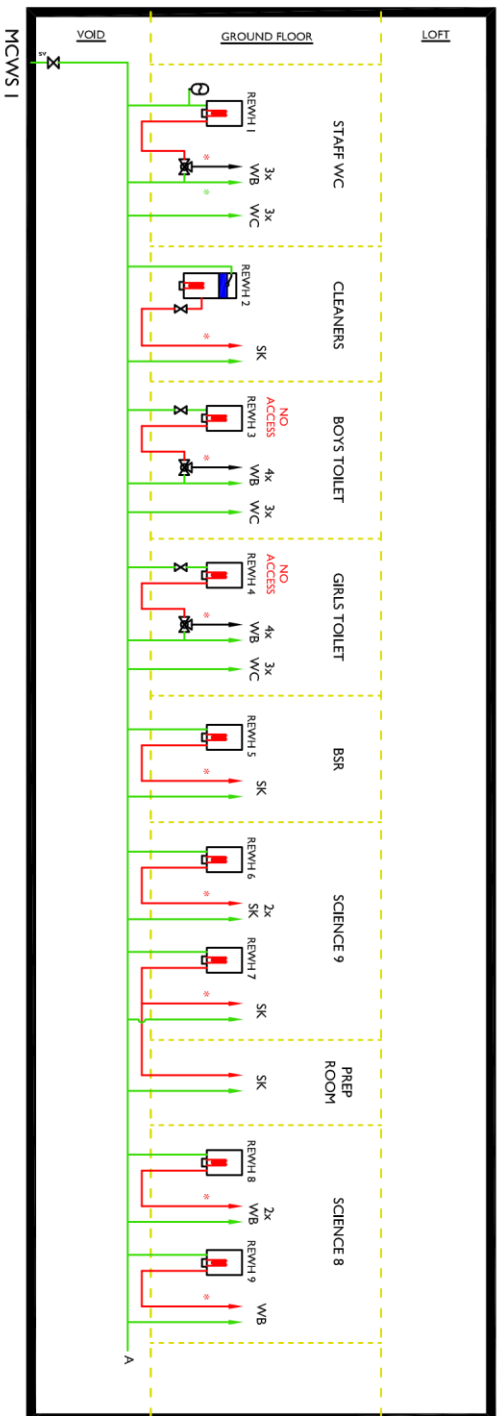 LOFT
GROUND FLOOR
VOID
STAFF WC
CLEANERS
BOYS TOILET
GIRLS TOILET
BSR
SCIENCE 9
PREP
ROOM
SCIENCE 8
REWH 1
*
3x
WB
*
3x
WC
REWH 2
*
SK
NO
ACCESS
REWH 3
*
4x
WB
3x
WC
NO
ACCESS
REWH 4
*
4x
WB
3x
WC
REWH 5
*
SK
REWH 6
*
2x
SK
REWH 7
*
SK
SK
REWH 8
*
2x
WB
REWH 9
*
WB
AS
MCWS 1
A